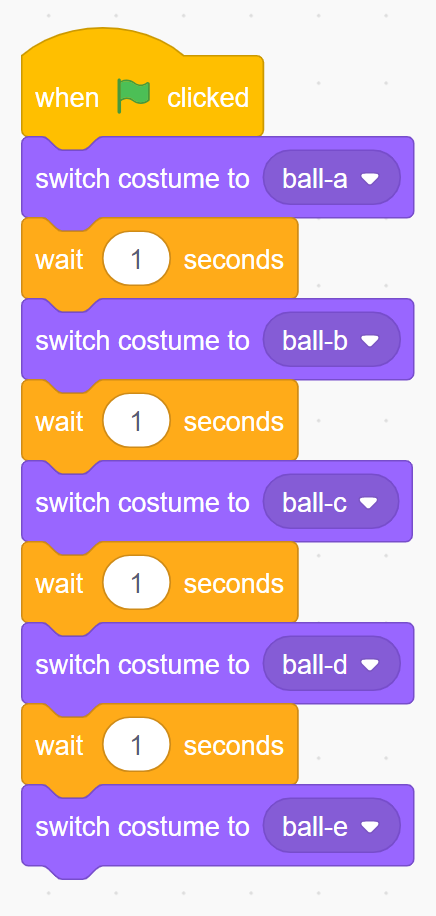 when clicked
switch costume to ball-a
wait 1 seconds
switch costume to ball-b
wait 1 seconds
switch costume to ball-c
wait 1 seconds
switch costume to ball-d
wait 1 seconds
switch costume to ball-e